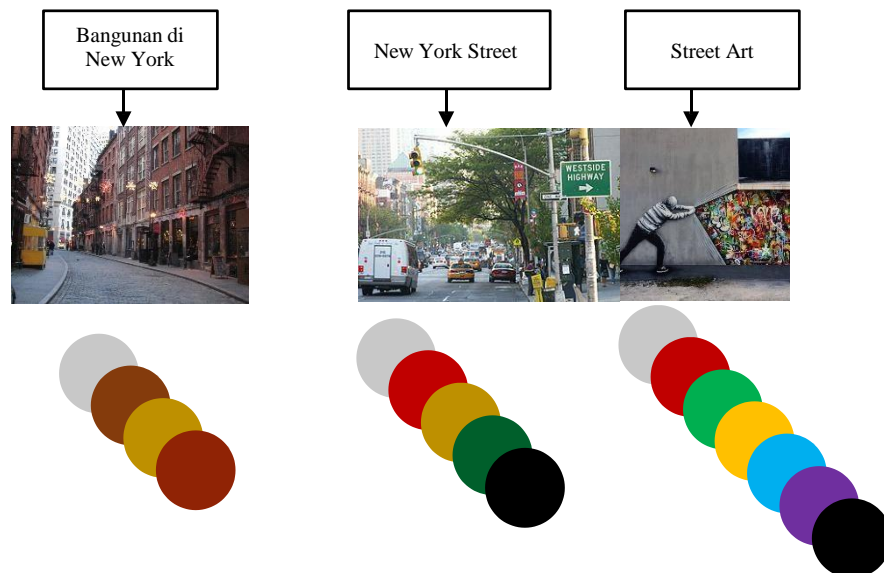 Bangunan di
New York
New York Street
Street Art
WESTSIDE
HIGHWAY